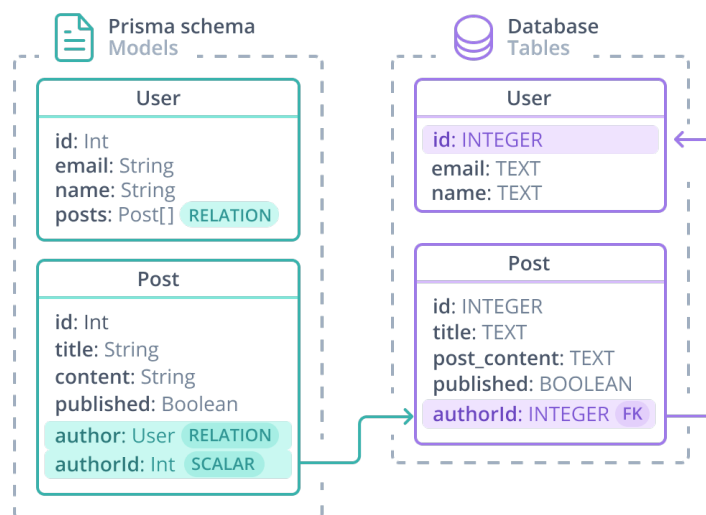 Prisma schema
Models
User
id: Int
email: String
name: String
posts: Post[] RELATION
Post
id: Int
title: String
content: String
published: Boolean
author: User RELATION
authorId: Int SCALAR
Database
Tables
User
id: INTEGER
email: TEXT
name: TEXT
Post
id: INTEGER
title: TEXT
post_content: TEXT
published: BOOLEAN
authorId: INTEGER FK